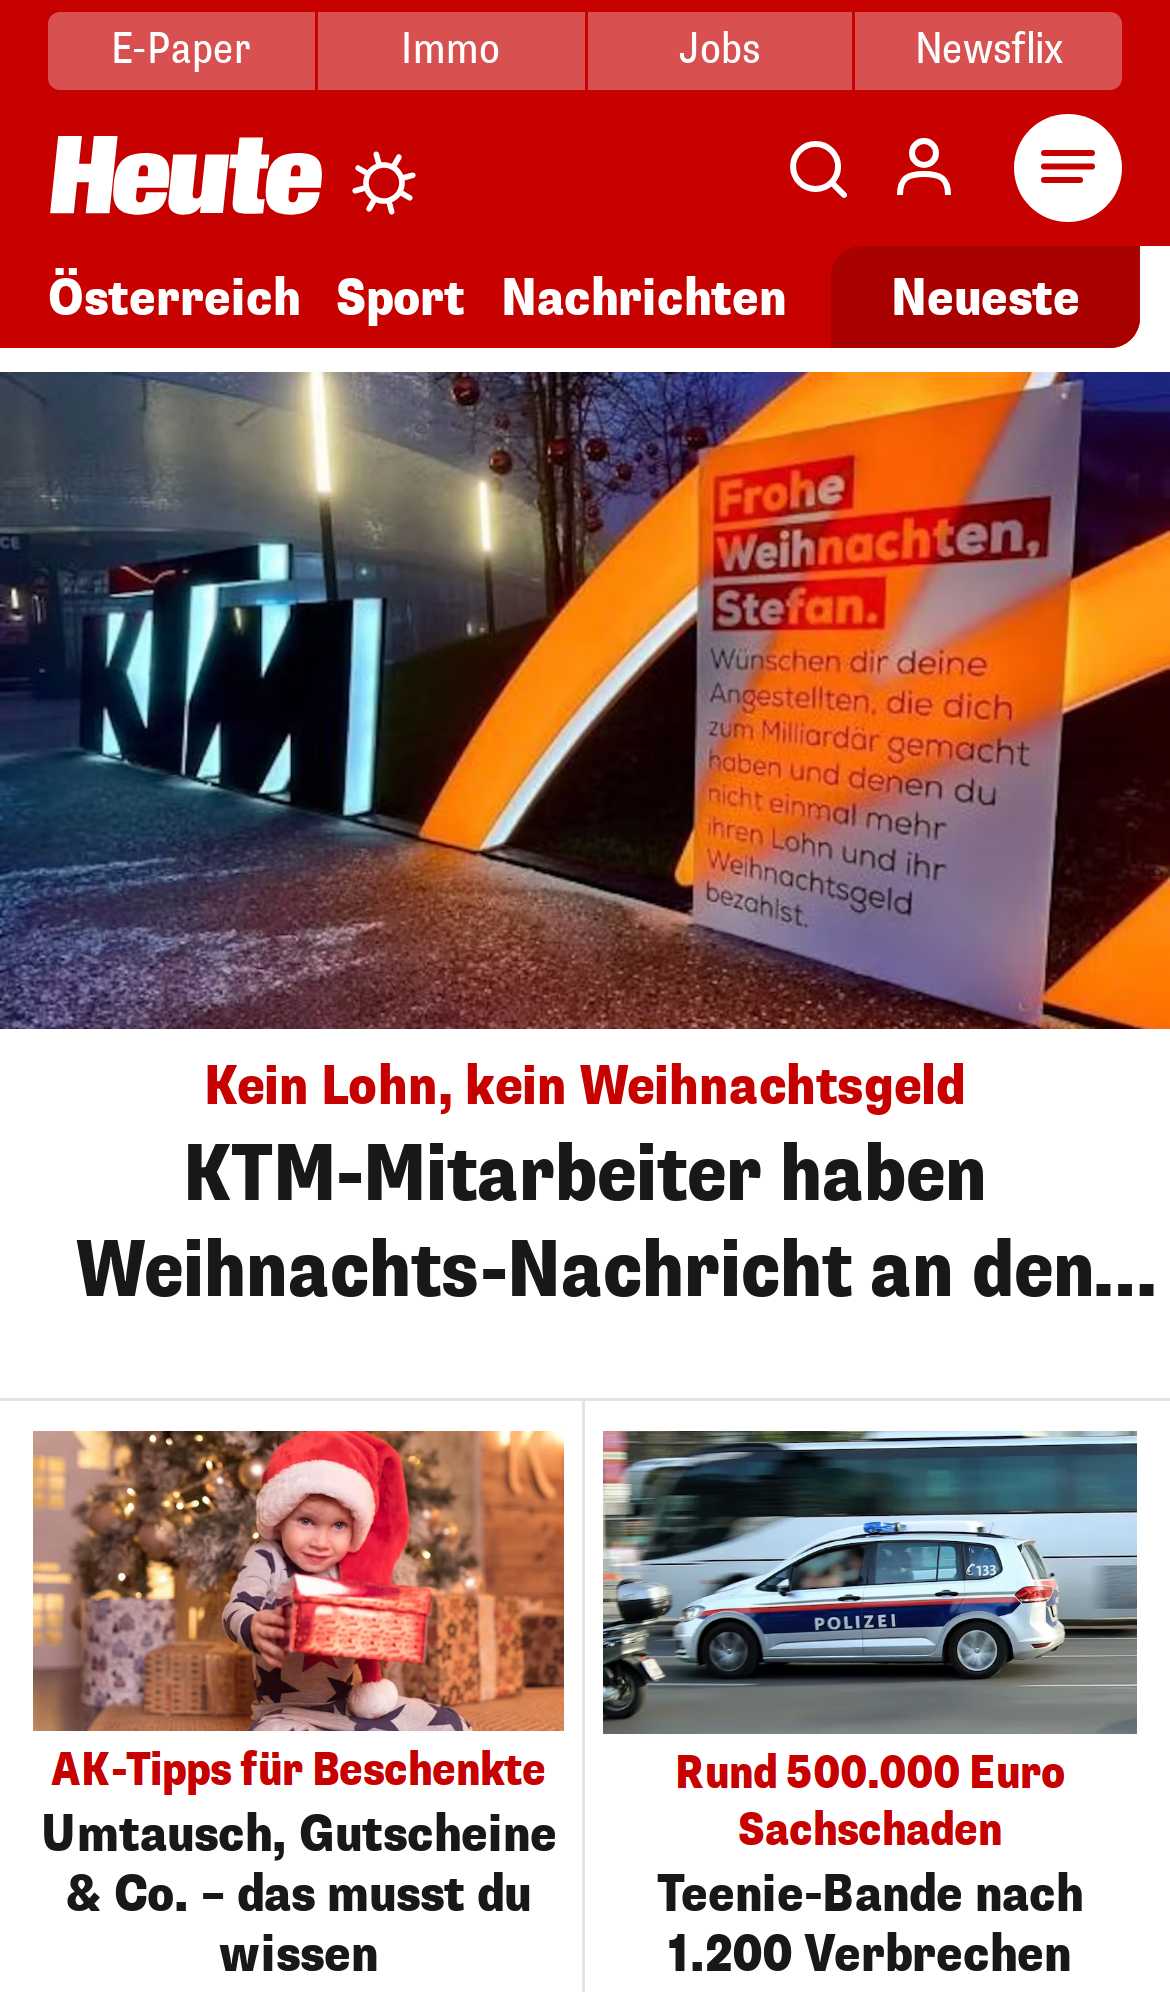 E-Paper Immo Jobs Newsflix
Heute
Österreich Sport Nachrichten Neueste
CE
KTM
Frohe
Weihnachten,
Stefan.
Wünschen dir deine
Angestellten, die dich
zum Milliardär gemacht
haben und denen du
nicht einmal mehr
ihren Lohn und ihr
Weihnachtsgeld
bezahlst.
Kein Lohn, kein Weihnachtsgeld
KTM-Mitarbeiter haben
Weihnachts-Nachricht an den...
AK-Tipps für Beschenkte
Umtausch, Gutscheine
& Co. – das musst du
wissen
133
POLIZEI
Rund 500.000 Euro
Sachschaden
Teenie-Bande nach
1.200 Verbrechen